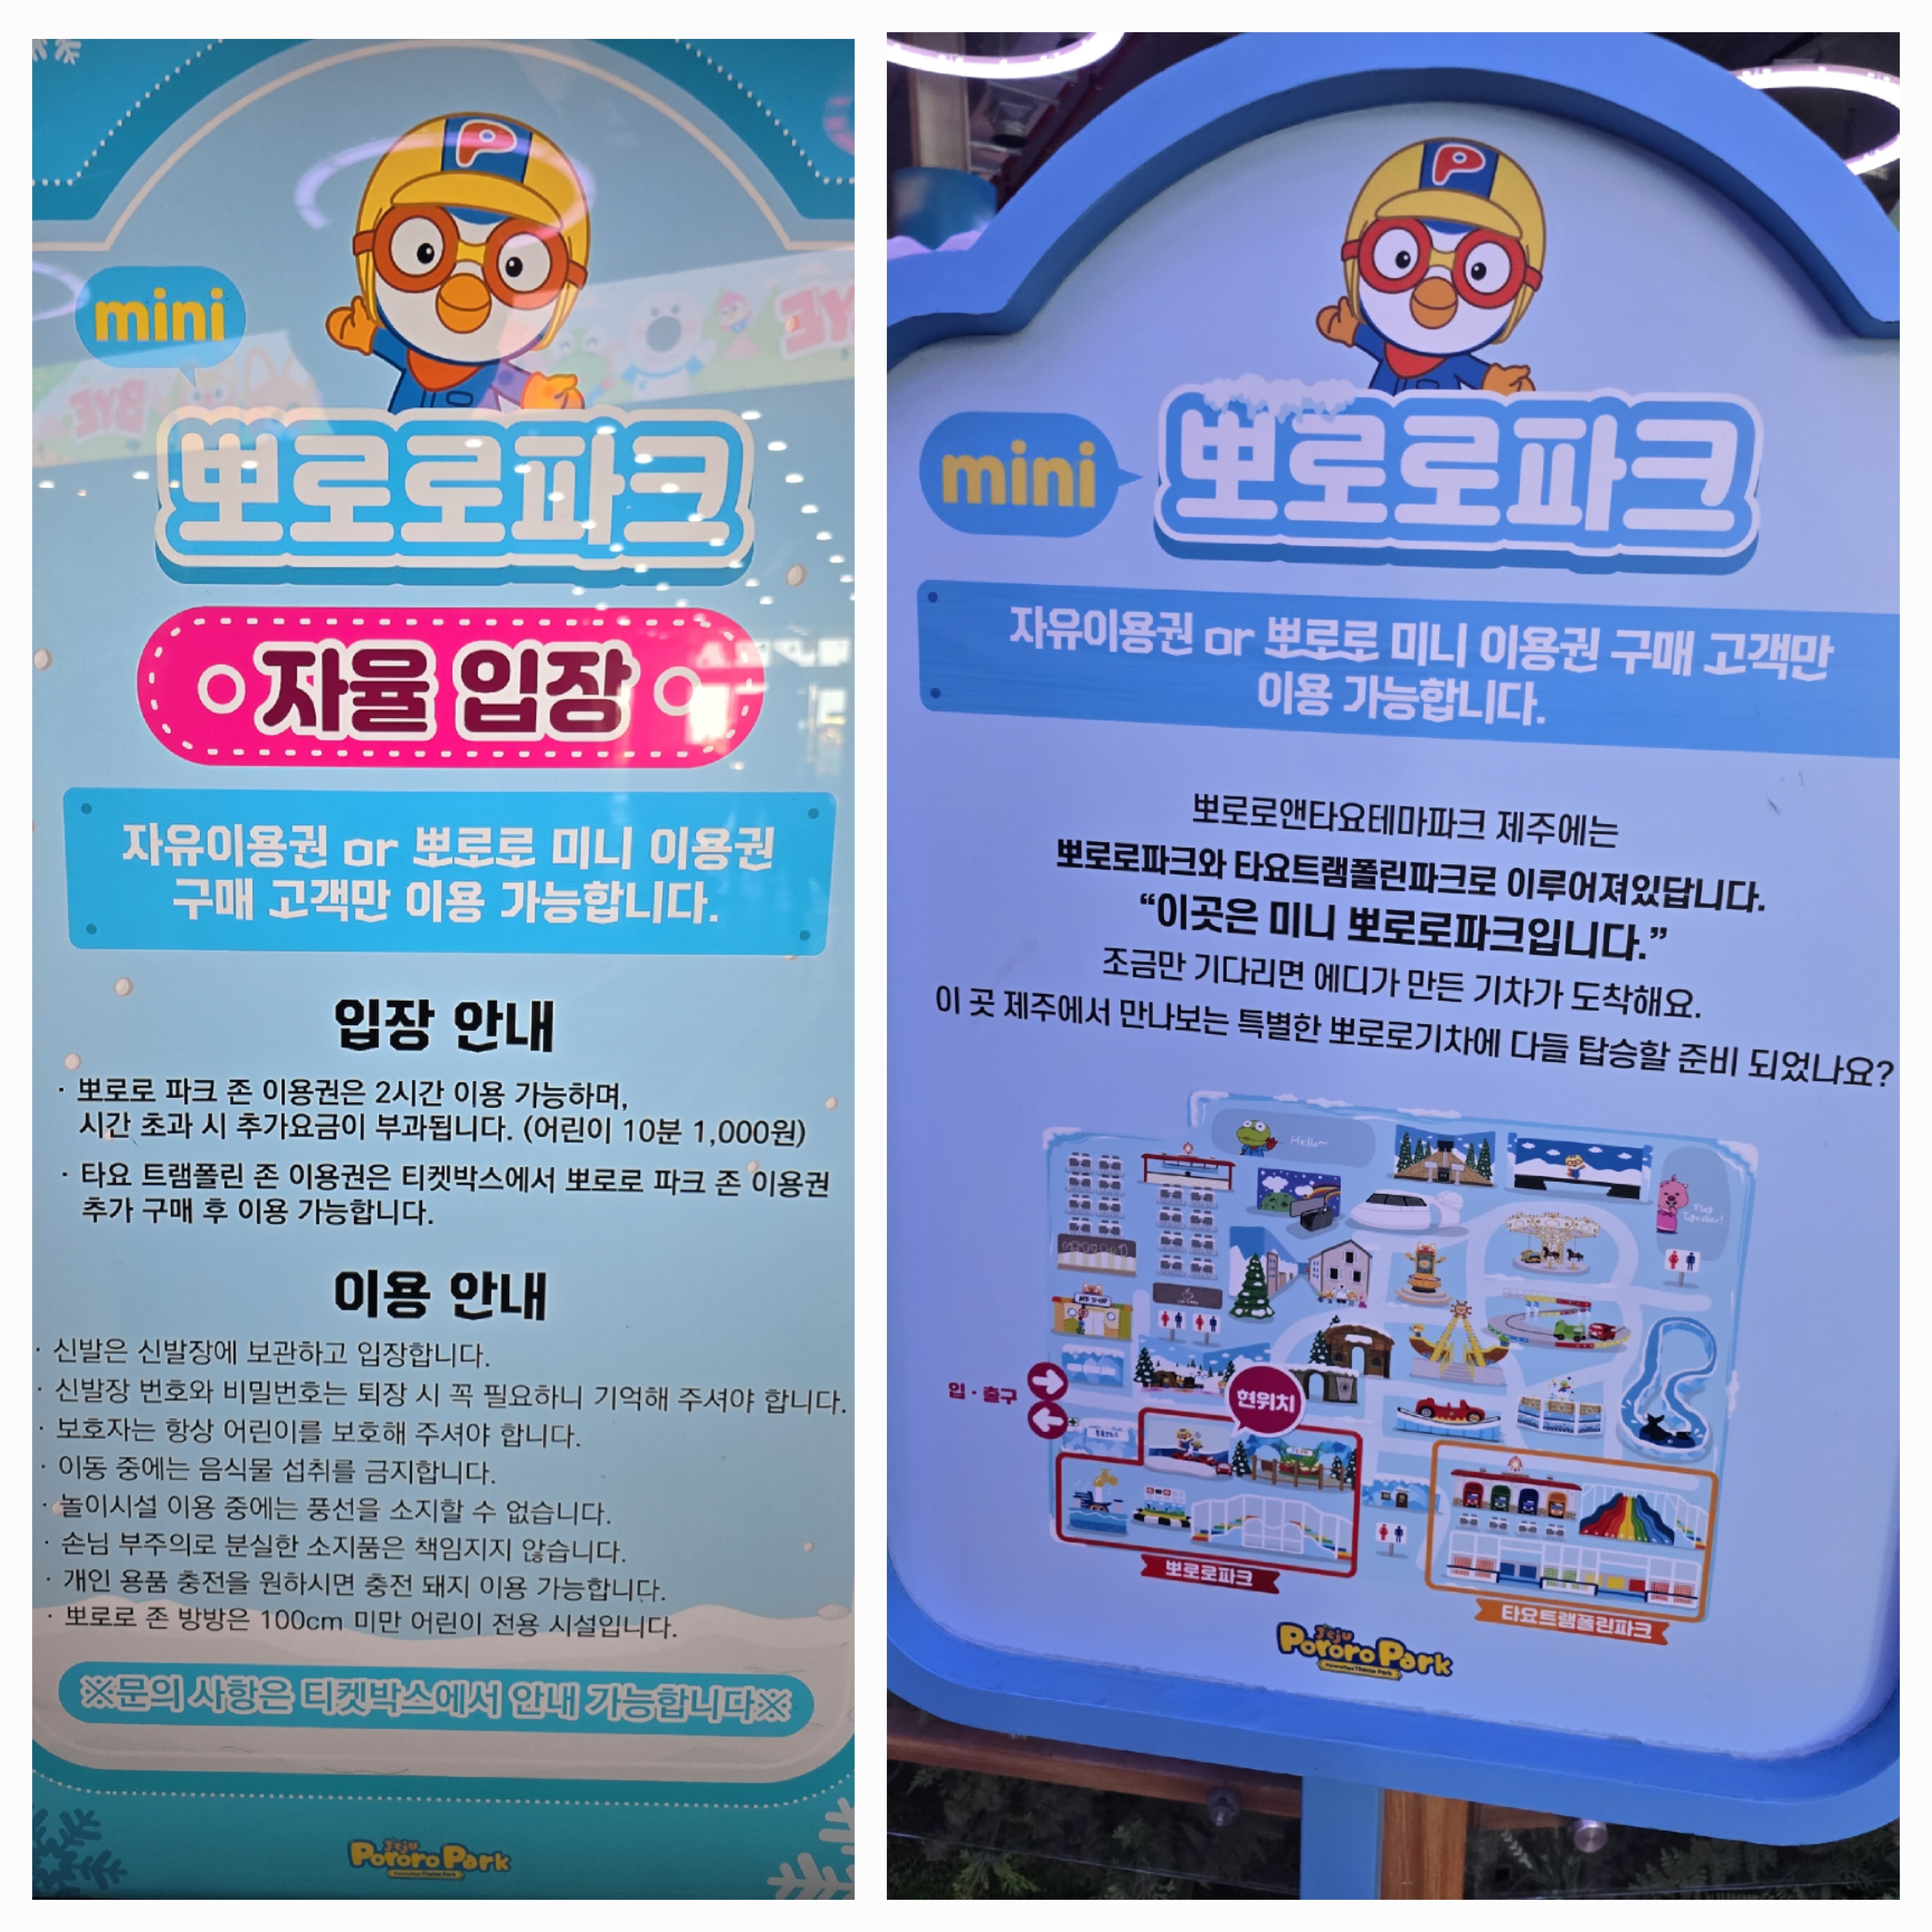 P
mini
뽀로로파크
자율 입장
자유이용권 or 뽀로로 미니 이용권
구매 고객만 이용 가능합니다.
입장 안내
· 뽀로로 파크 존 이용권은 2시간 이용 가능하며,
시간 초과 시 추가요금이 부과됩니다. (어린이 10분 1,000원)
· 타요 트램폴린 존 이용권은 티켓박스에서 뽀로로 파크 존 이용권
추가 구매 후 이용 가능합니다.
이용 안내
· 신발은 신발장에 보관하고 입장합니다.
· 신발장 번호와 비밀번호는 퇴장 시 꼭 필요하니 기억해 주셔야 합니다.
· 보호자는 항상 어린이를 보호해 주셔야 합니다.
· 이동 중에는 음식물 섭취를 금지합니다.
· 놀이시설 이용 중에는 풍선을 소지할 수 없습니다.
· 손님 부주의로 분실한 소지품은 책임지지 않습니다.
· 개인 용품 충전을 원하시면 충전 돼지 이용 가능합니다.
· 뽀로로 존 방방은 100cm 미만 어린이 전용 시설입니다.
※문의 사항은 티켓박스에서 안내 가능합니다※
Jeju
Pororo Park
P
mini
뽀로로파크
자유이용권 or 뽀로로 미니 이용권 구매 고객만
이용 가능합니다.
뽀로로앤타요테마파크 제주에는
뽀로로파크와 타요트램폴린파크로 이루어져있답니다.
“이곳은 미니 뽀로로파크입니다.”
조금만 기다리면 에디가 만든 기차가 도착해요.
이 곳 제주에서 만나보는 특별한 뽀로로기차에 다들 탑승할 준비 되었나요?
Hello~
Play
Together!
입 · 출구
현위치
뽀로로파크
타요트램폴린파크
Jeju
Pororo Park